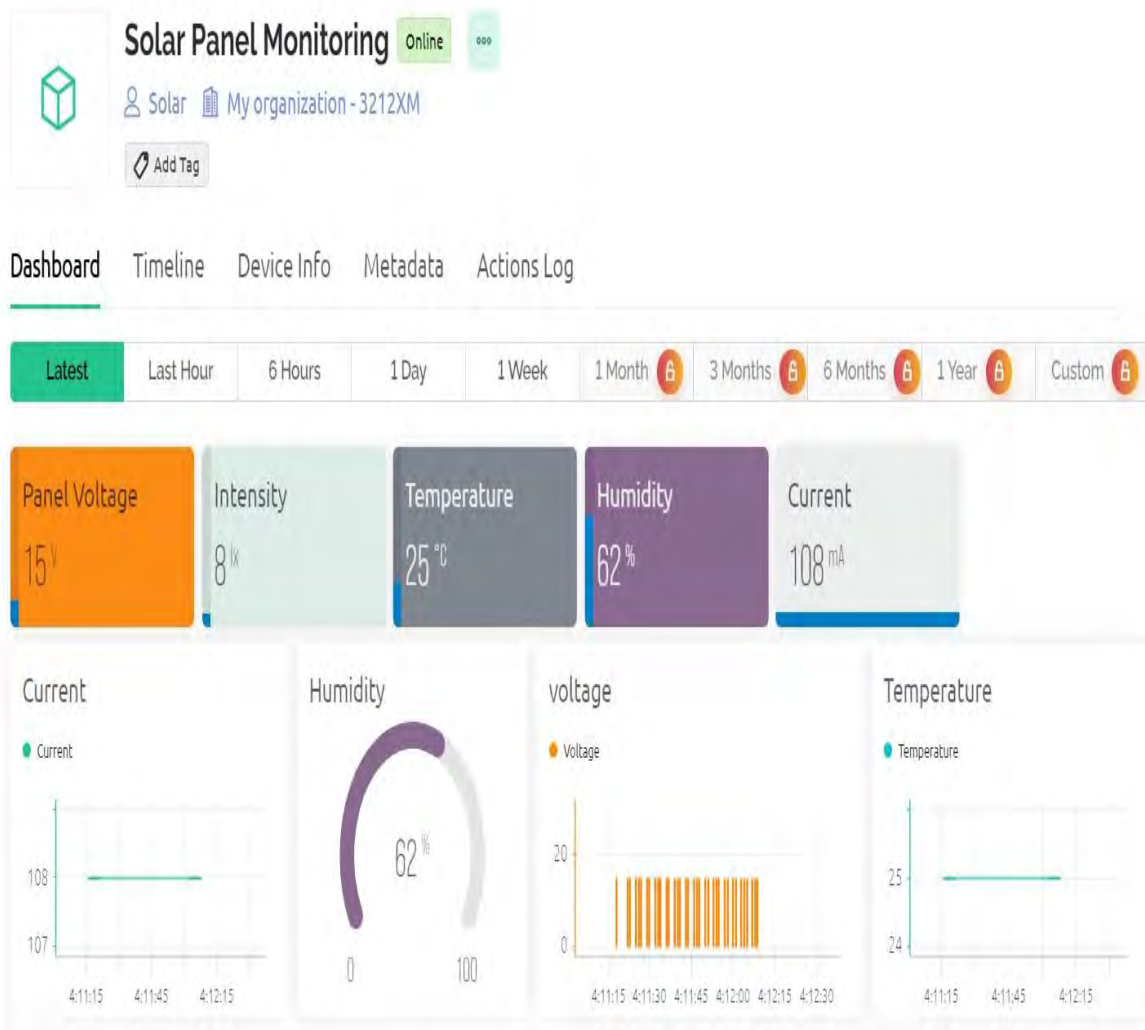 Solar Panel Monitoring Online
Solar My organization - 3212XM
Add Tag
Dashboard Timeline Device Info Metadata Actions Log
Latest Last Hour 6 Hours 1 Day 1 Week 1 Month 3 Months 6 Months 1 Year Custom
Panel Voltage
15 V
Intensity
8 lx
Temperature
25 °C
Humidity
62 %
Current
108 mA
Current
Current
108
107
4:11:15 4:11:45 4:12:15
Humidity
62 %
0 100
voltage
Voltage
20
0
4:11:15 4:11:30 4:11:45 4:12:00 4:12:15 4:12:30
Temperature
Temperature
25
24
4:11:15 4:11:45 4:12:15